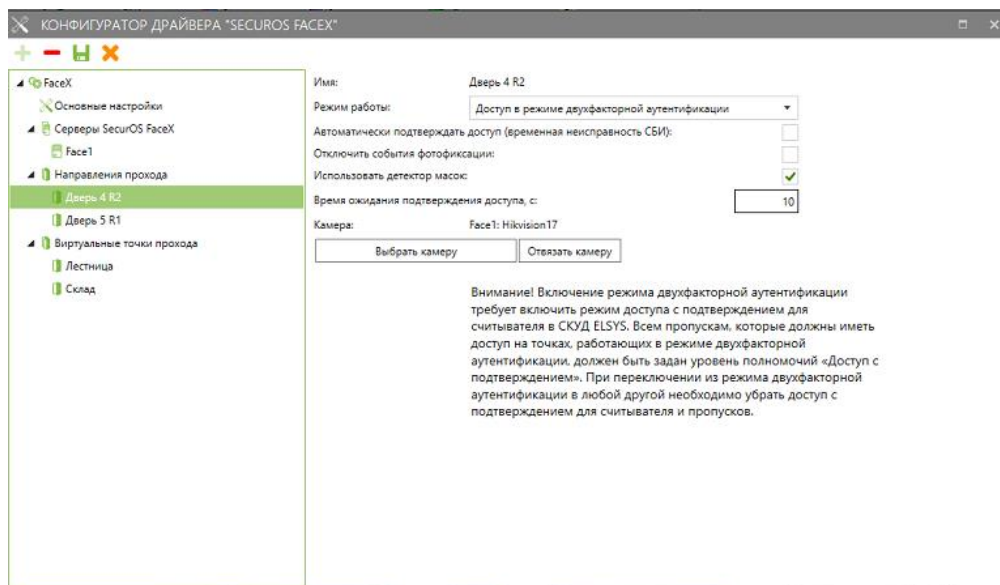 КОНФИГУРАТОР ДРАЙВЕРА "SECUROS FACEX"
FaceX
Основные настройки
Серверы SecurOS FaceX
Face1
Направления прохода
Дверь 4 R2
Дверь 5 R1
Виртуальные точки прохода
Лестница
Склад
Имя: Дверь 4 R2
Режим работы: Доступ в режиме двухфакторной аутентификации
Автоматически подтверждать доступ (временная неисправность СБИ):
Отключить события фотофиксации:
Использовать детектор масок:
Время ожидания подтверждения доступа, с: 10
Камера: Face1: Hikvision17
Выбрать камеру Отвязать камеру
Внимание! Включение режима двухфакторной аутентификации
требует включить режим доступа с подтверждением для
считывателя в СКУД ELSYS. Всем пропускам, которые должны иметь
доступ на точках, работающих в режиме двухфакторной
аутентификации, должен быть задан уровень полномочий «Доступ с
подтверждением». При переключении из режима двухфакторной
аутентификации в любой другой необходимо убрать доступ с
подтверждением для считывателя и пропусков.